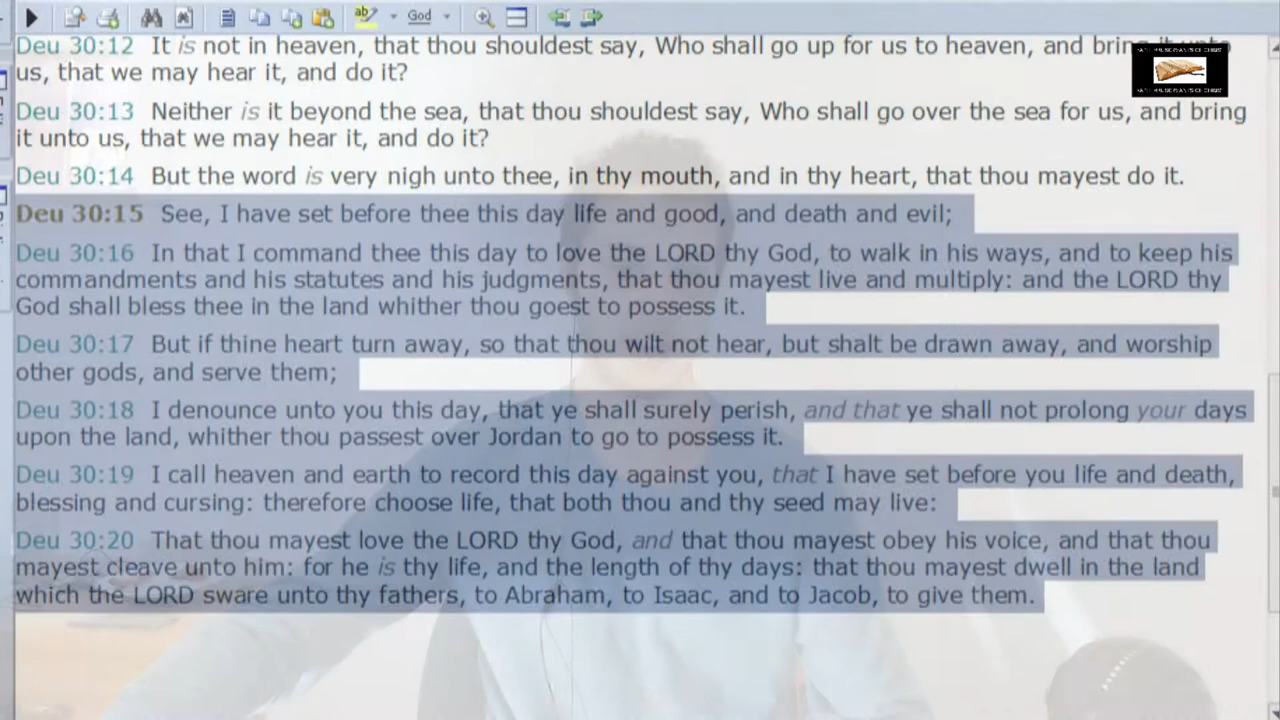 God
Deu 30:12 It is not in heaven, that thou shouldest say, Who shall go up for us to heaven, and bring it unto
us, that we may hear it, and do it?
Deu 30:13 Neither is it beyond the sea, that thou shouldest say, Who shall go over the sea for us, and bring
it unto us, that we may hear it, and do it?
Deu 30:14 But the word is very nigh unto thee, in thy mouth, and in thy heart, that thou mayest do it.
Deu 30:15 See, I have set before thee this day life and good, and death and evil;
Deu 30:16 In that I command thee this day to love the LORD thy God, to walk in his ways, and to keep his
commandments and his statutes and his judgments, that thou mayest live and multiply: and the LORD thy
God shall bless thee in the land whither thou goest to possess it.
Deu 30:17 But if thine heart turn away, so that thou wilt not hear, but shalt be drawn away, and worship
other gods, and serve them;
Deu 30:18 I denounce unto you this day, that ye shall surely perish, and that ye shall not prolong your days
upon the land, whither thou passest over Jordan to go to possess it.
Deu 30:19 I call heaven and earth to record this day against you, that I have set before you life and death,
blessing and cursing: therefore choose life, that both thou and thy seed may live:
Deu 30:20 That thou mayest love the LORD thy God, and that thou mayest obey his voice, and that thou
mayest cleave unto him: for he is thy life, and the length of thy days: that thou mayest dwell in the land
which the LORD sware unto thy fathers, to Abraham, to Isaac, and to Jacob, to give them.